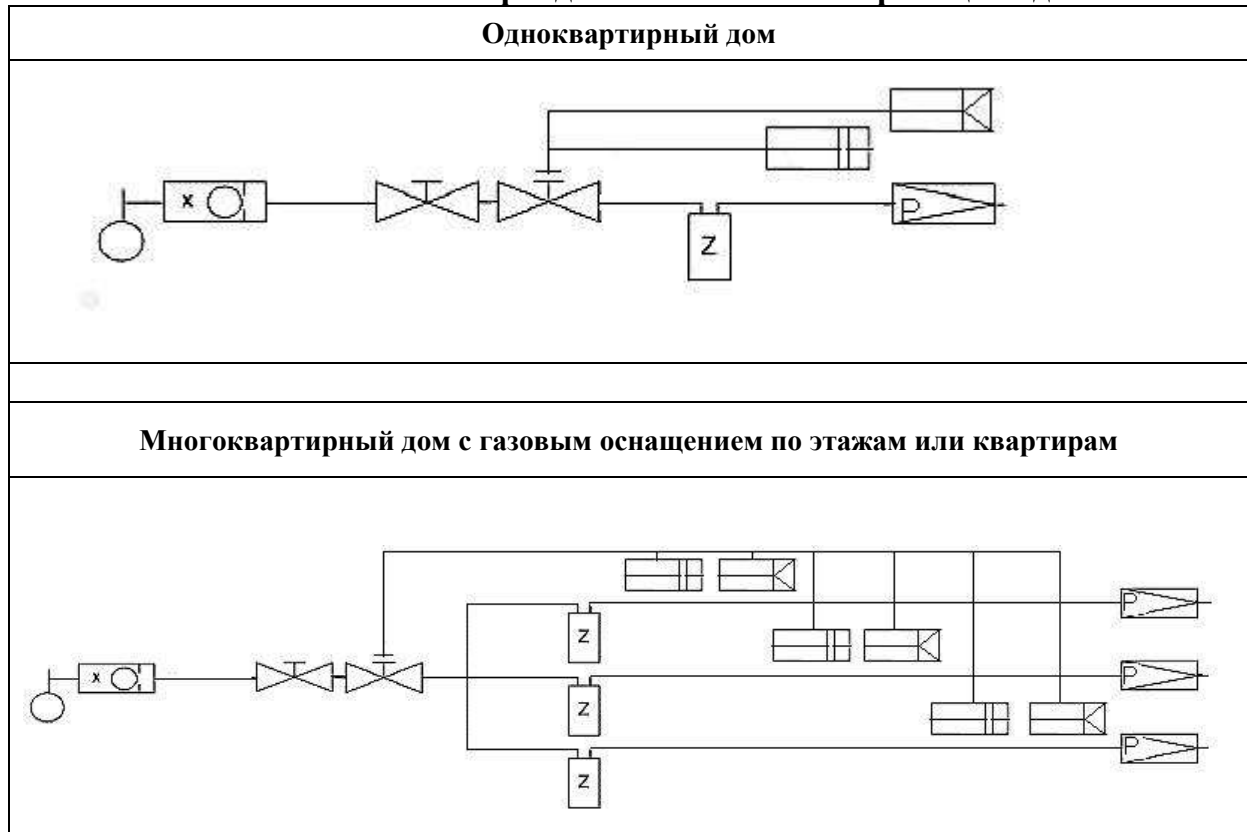 Одноквартирный дом
x
P
Z
Многоквартирный дом с газовым оснащением по этажам или квартирам
P
Z
x
P
Z
P
Z